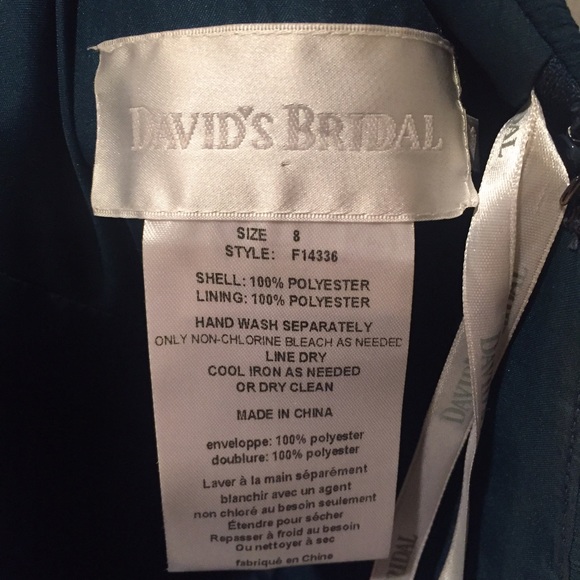 DAVID'S BRIDAL
SIZE 8
STYLE: F14336
SHELL: 100% POLYESTER
LINING: 100% POLYESTER
HAND WASH SEPARATELY
ONLY NON-CHLORINE BLEACH AS NEEDED
LINE DRY
COOL IRON AS NEEDED
OR DRY CLEAN
MADE IN CHINA
enveloppe: 100% polyester
doublure: 100% polyester
Laver à la main séparément
blanchir avec un agent
non chloré au besoin seulement
Étendre pour sécher
Repasser à froid au besoin
Ou nettoyer à sec
fabriqué en Chine
DAVID'S BRIDAL
BRIDAL